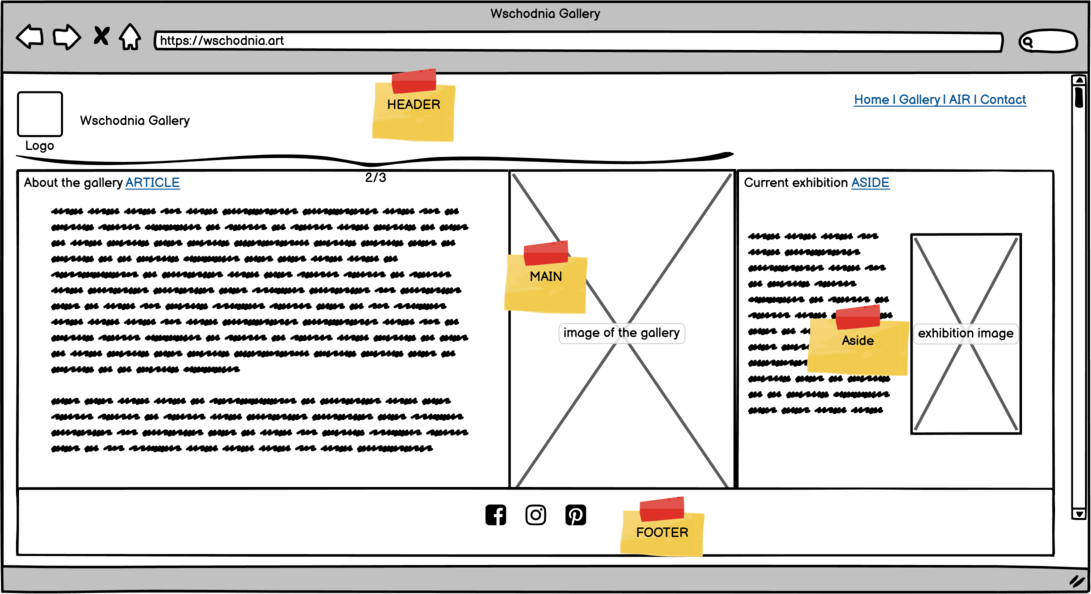 Wschodnia Gallery
https://wschodnia.art
HEADER
Home | Gallery | AIR | Contact
Wschodnia Gallery
Logo
2/3
About the gallery ARTICLE
Current exhibition ASIDE
MAIN
image of the gallery
Aside
exhibition image
FOOTER